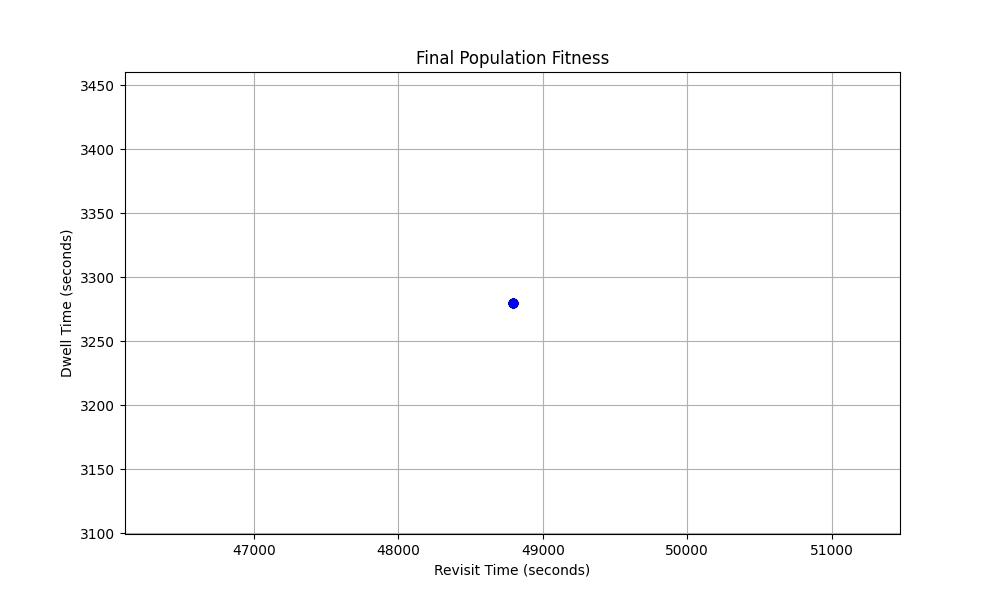 Final Population Fitness
3450
3400
3350
3300
3250
3200
3150
3100
Dwell Time (seconds)
47000 48000 49000 50000 51000
Revisit Time (seconds)